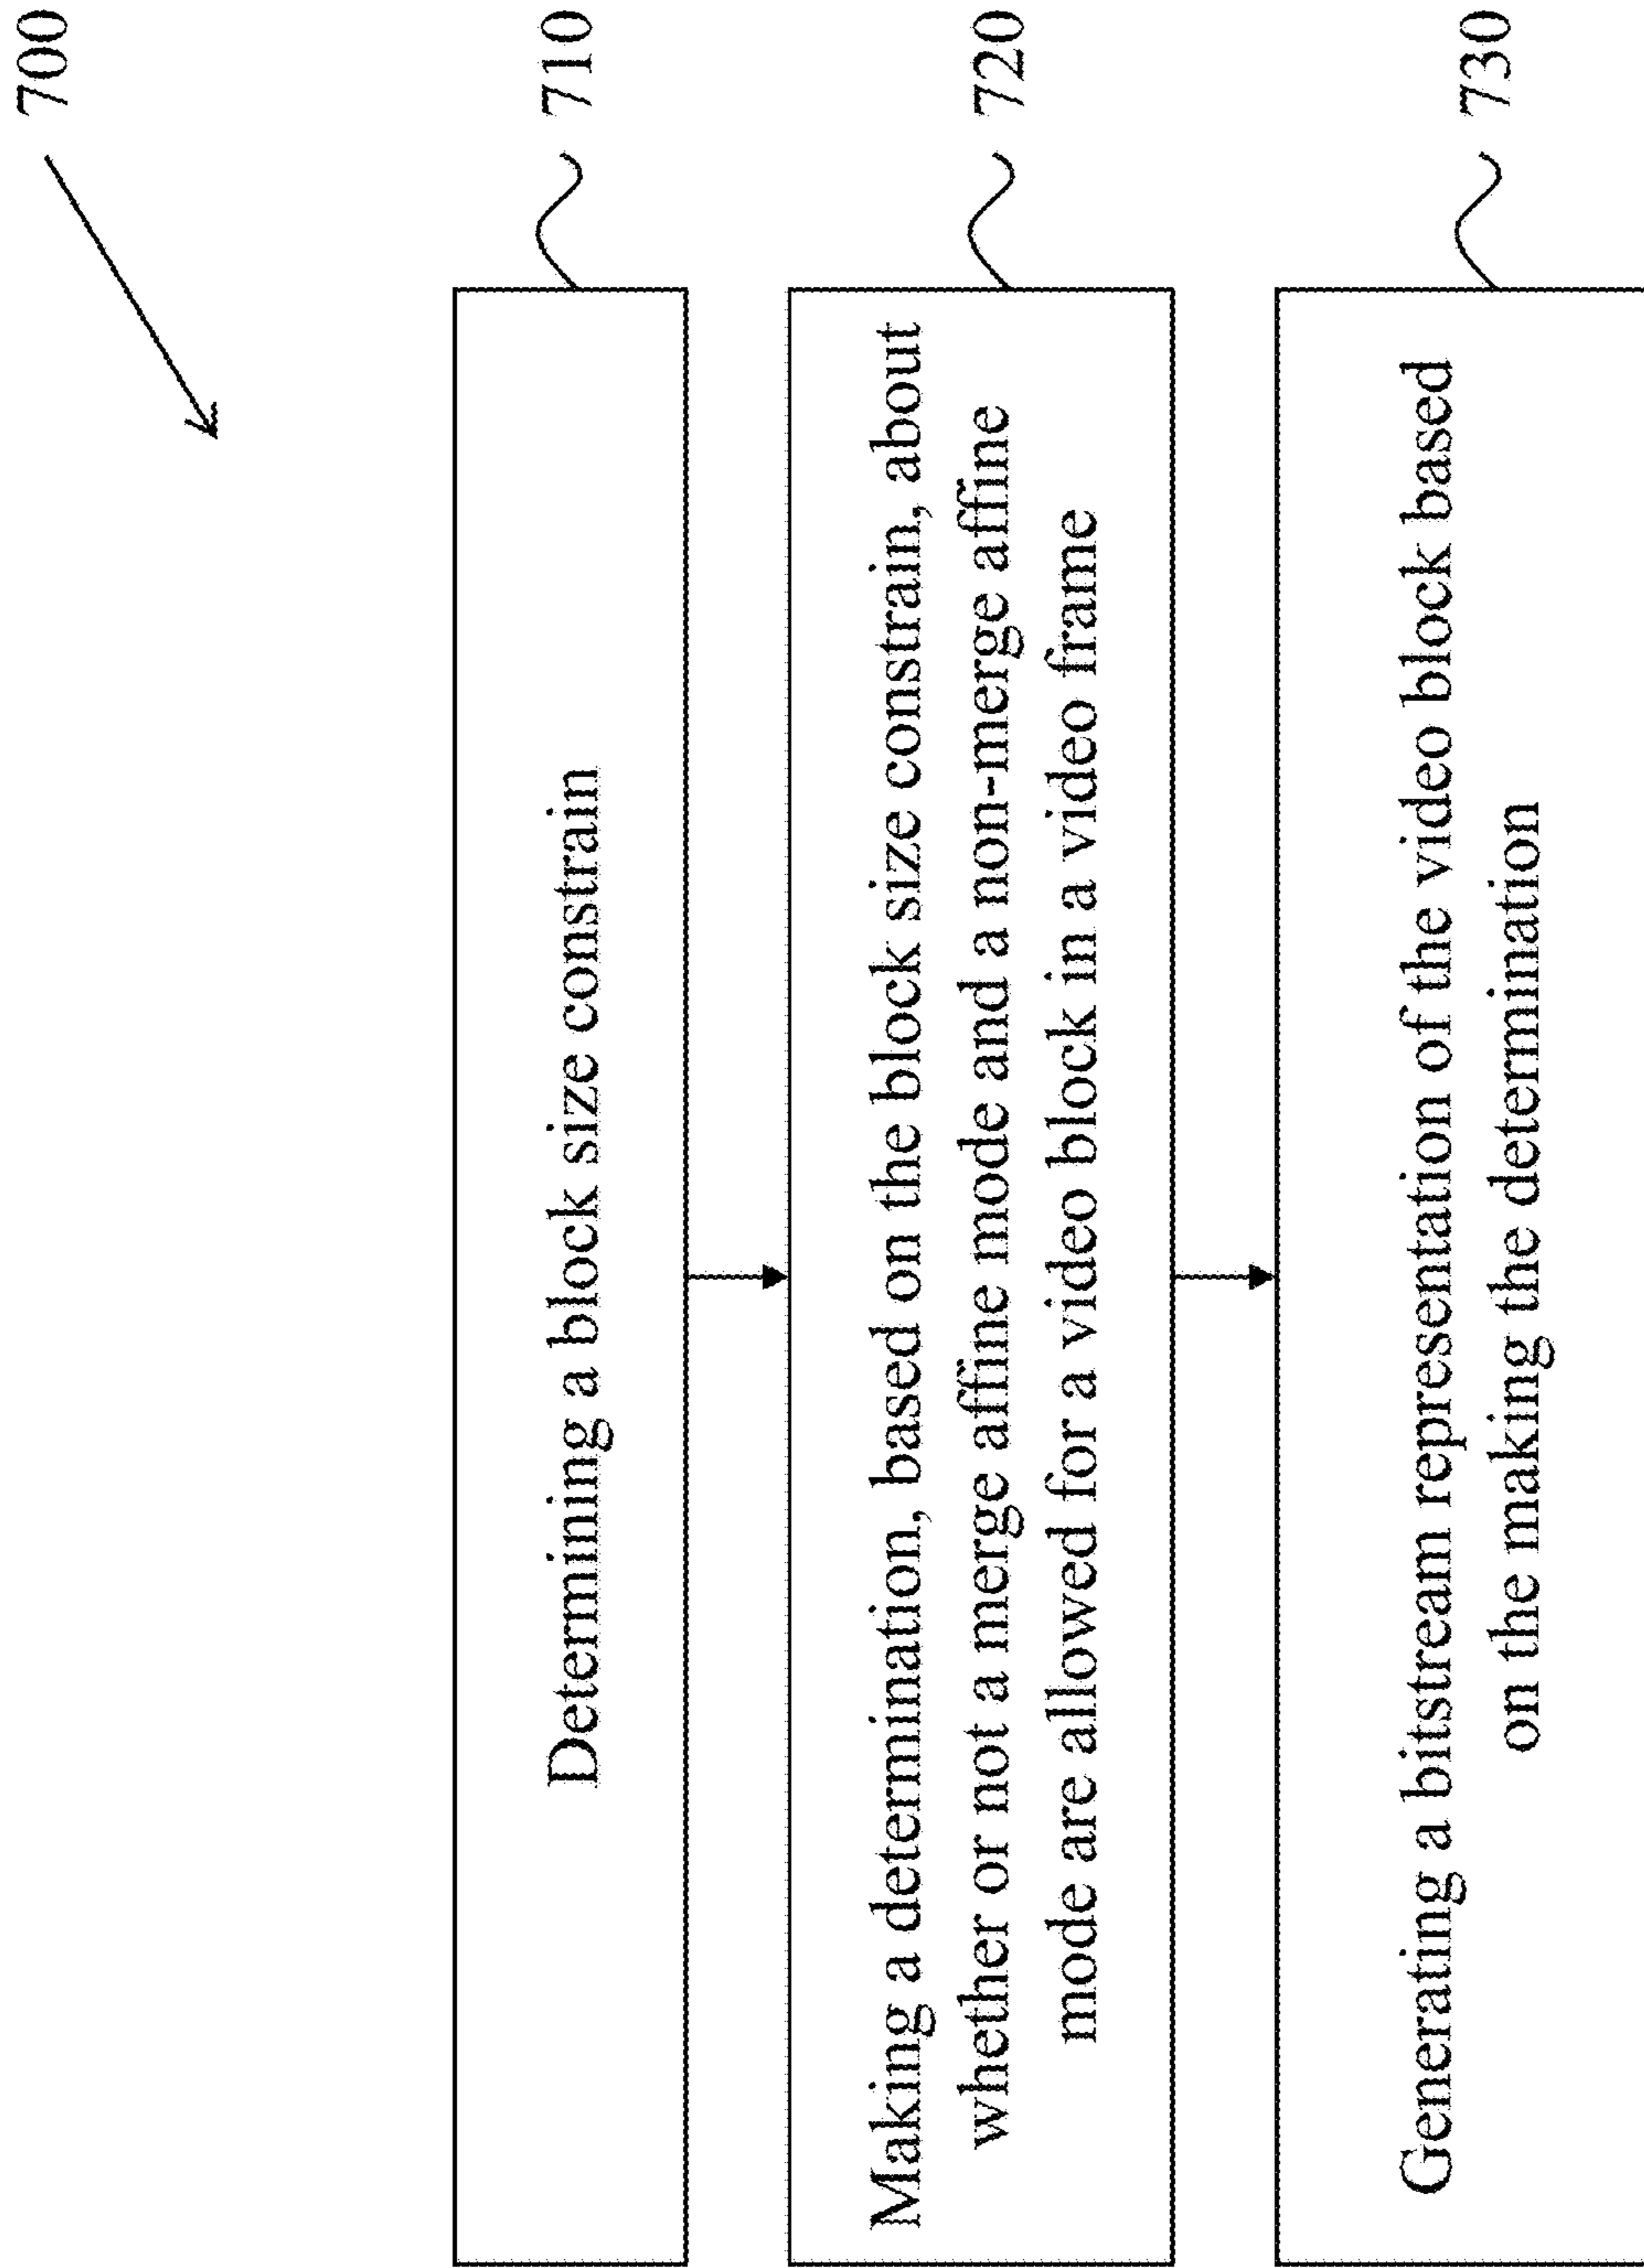 700
Determining a block size constrain
710
Making a determination, based on the block size constrain, about
whether or not a merge affine mode and a non-merge affine
mode are allowed for a video block in a video frame
720
Generating a bitstream representation of the video block based
on the making the determination
730